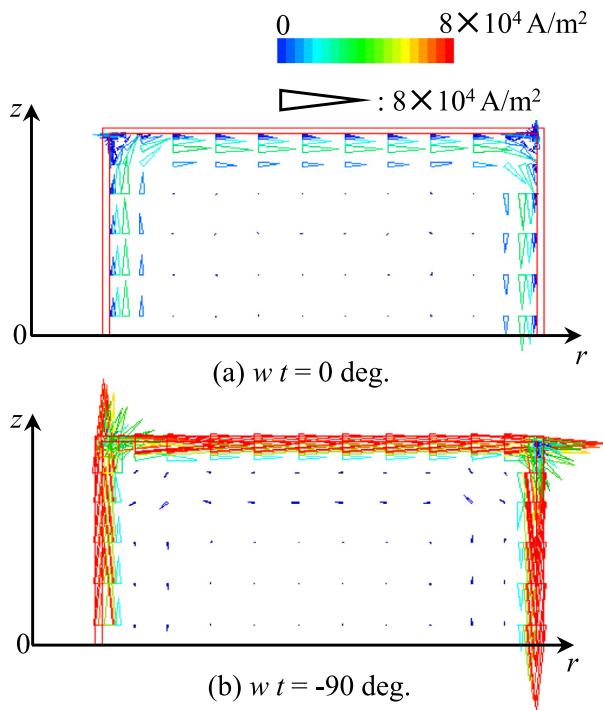 0 8×10⁴ A/m²
: 8×10⁴ A/m²
z
0
r
(a) w t = 0 deg.
z
0
r
(b) w t = -90 deg.